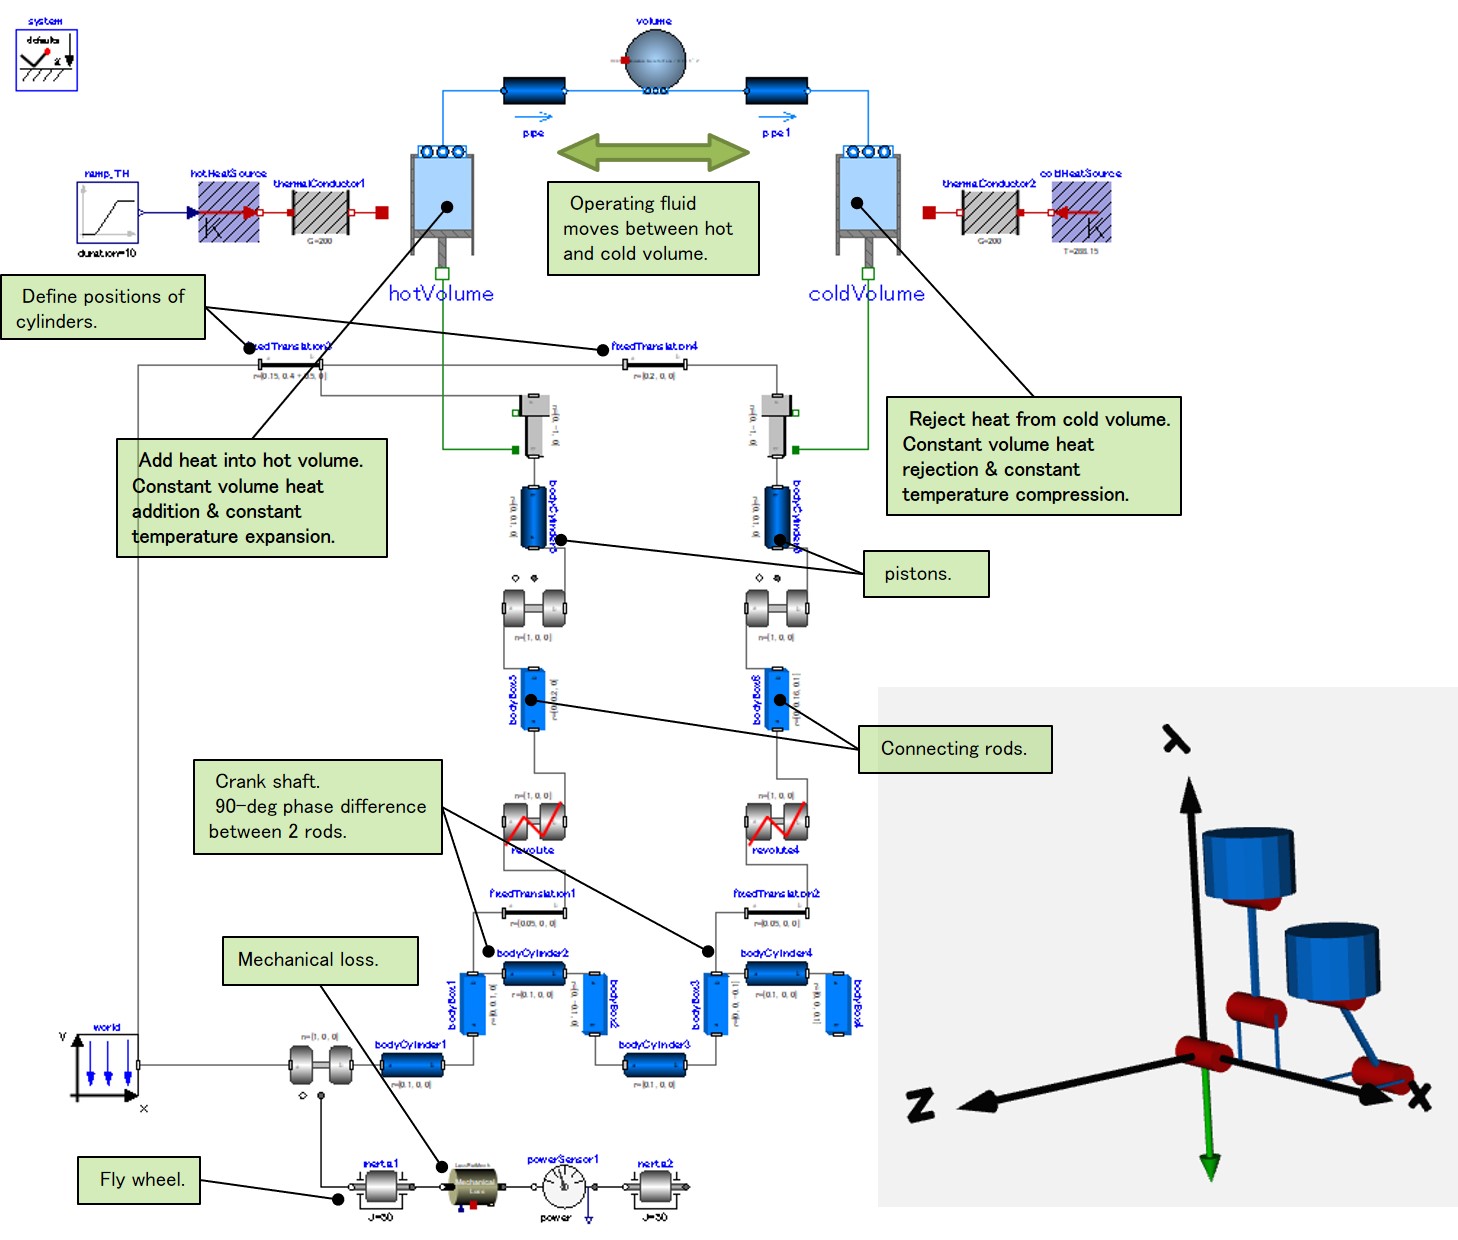 system
defaults
g
volume
pipe
pipe1
ramp_TH
duration=10
hotHeatSource
K
thermalConductor1
G=200
Operating fluid
moves between hot
and cold volume.
thermalConductor2
G=200
coldHeatSource
K
T=288.15
hotVolume
coldVolume
Define positions of
cylinders.
fixedTranslation4
r={0.2, 0, 0}
Add heat into hot volume.
Constant volume heat
addition & constant
temperature expansion.
Reject heat from cold volume.
Constant volume heat
rejection & constant
temperature compression.
n={0, -1, 0}
n={0, -1, 0}
pistons.
n={1, 0, 0}
n={1, 0, 0}
bodyBox5
bodyBox6
Connecting rods.
Crank shaft.
90-deg phase difference
between 2 rods.
n={1, 0, 0}
n={1, 0, 0}
revolute
revolute4
fixedTranslation1
r={0.05, 0, 0}
fixedTranslation2
r={0.05, 0, 0}
Mechanical loss.
bodyBox1
bodyCylinder2
r={0.1, 0, 0}
bodyBox2
bodyBox3
bodyCylinder4
r={0.1, 0, 0}
bodyBox4
world
y
x
n={1, 0, 0}
bodyCylinder1
r={0.1, 0, 0}
bodyCylinder3
r={0.1, 0, 0}
Fly wheel.
inertia1
J=30
Mechanical
Loss
powerSensor1
power
inertia2
J=30
Y
Z
X